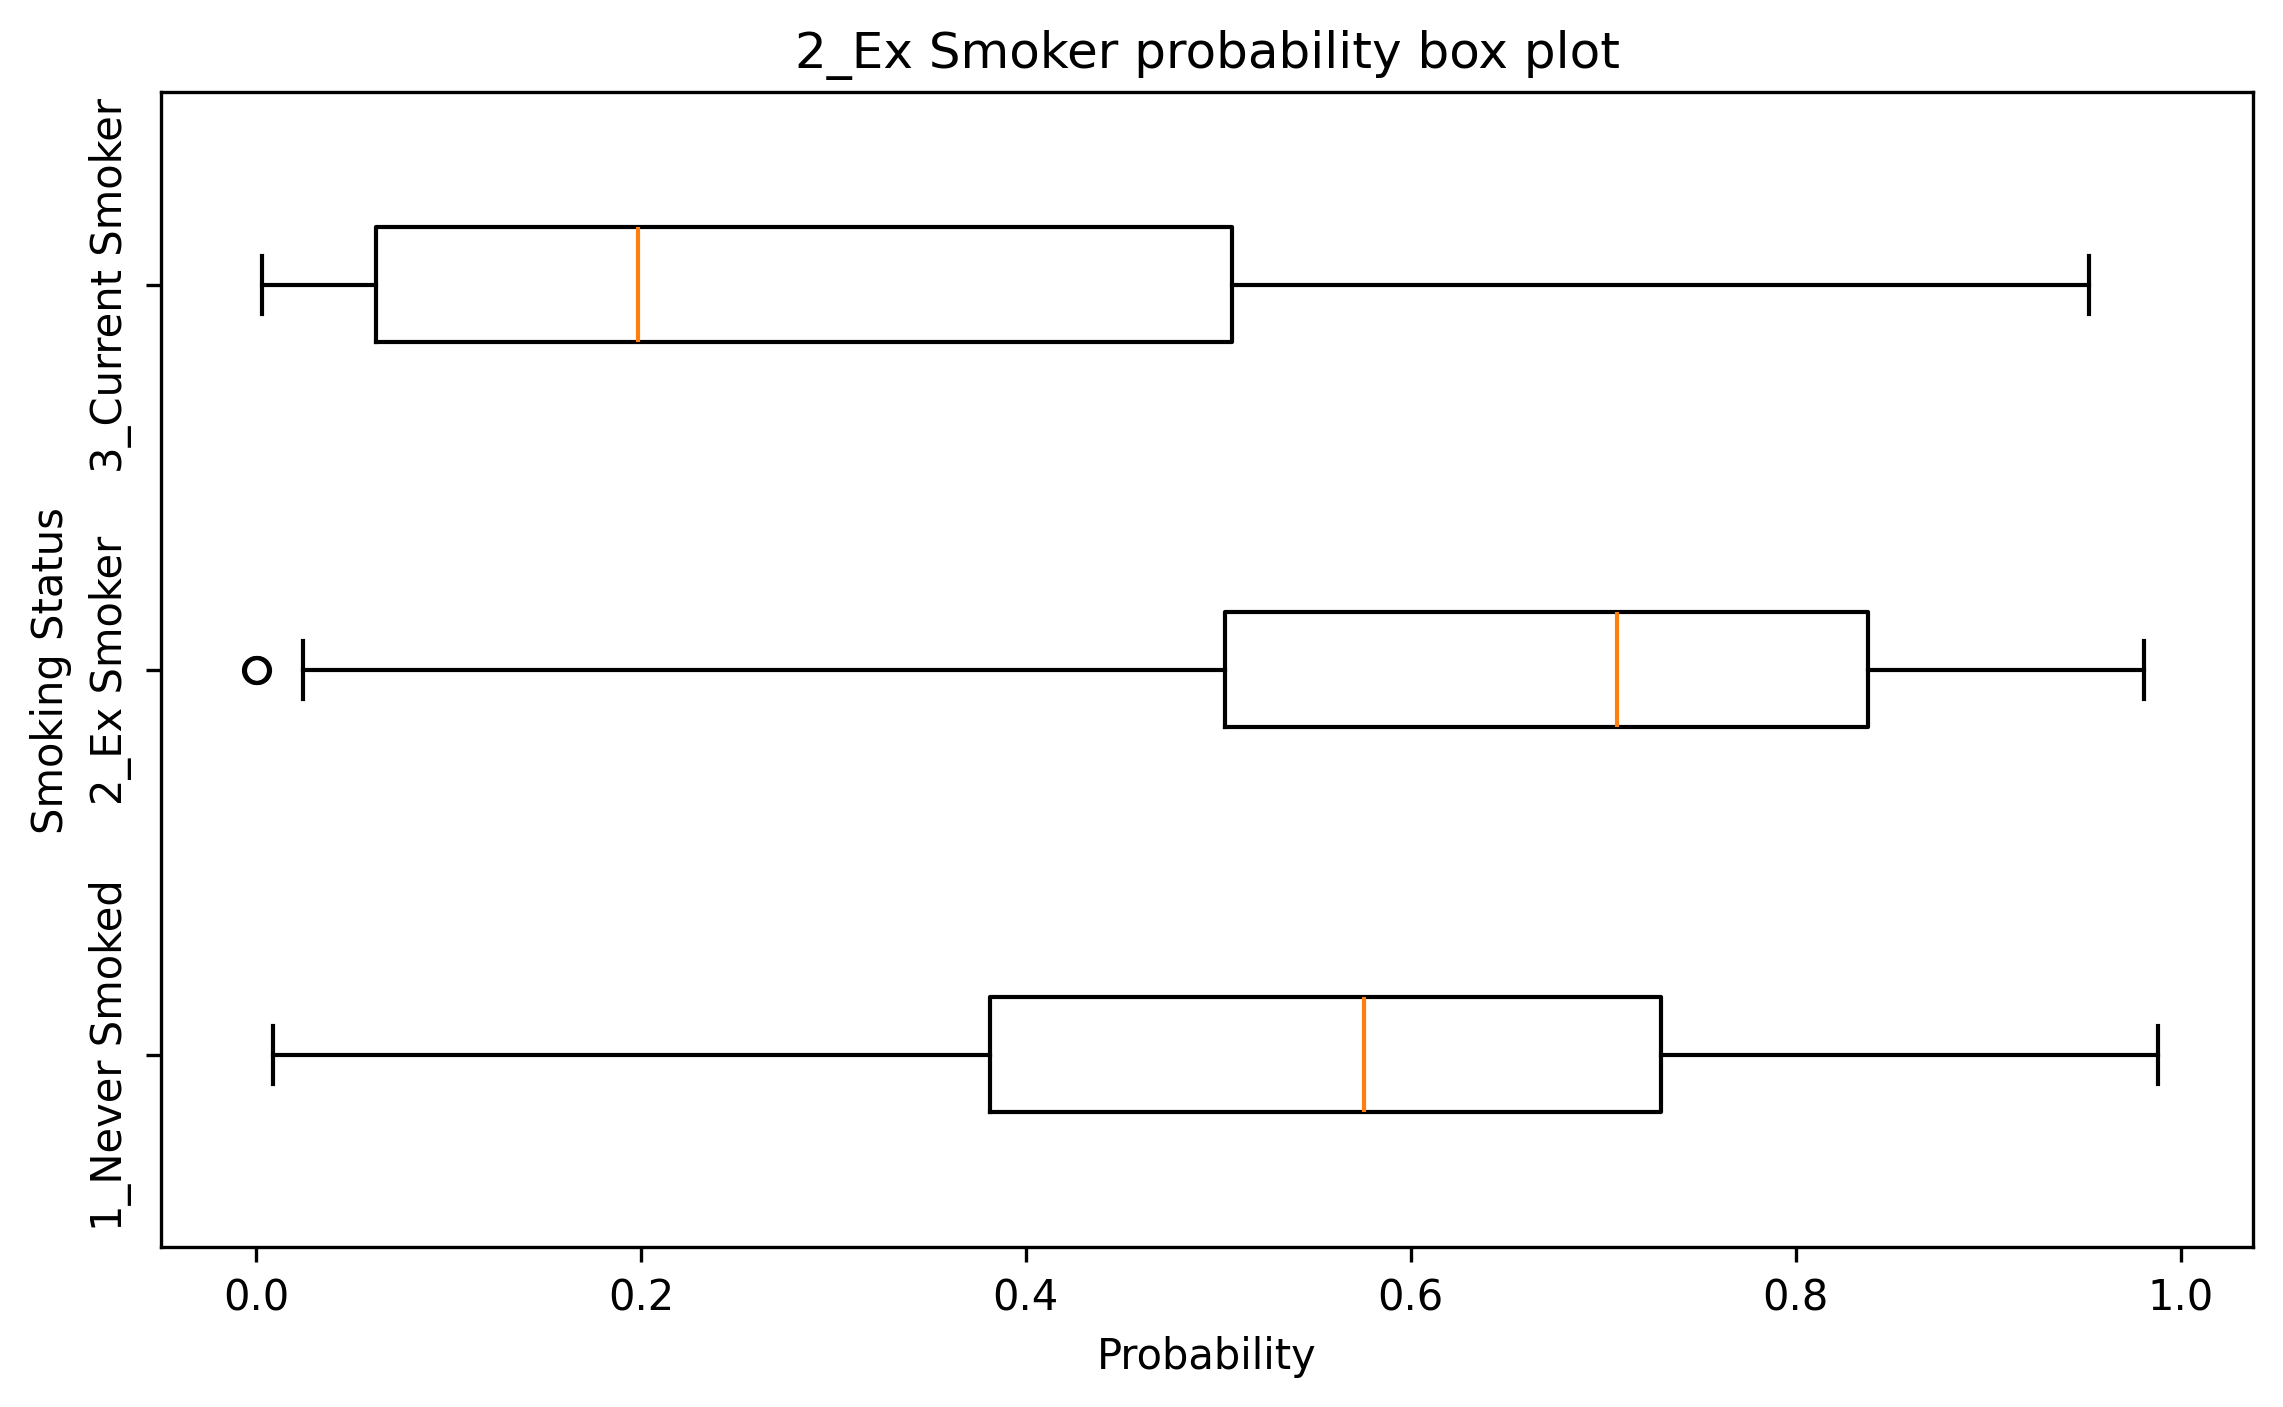 2_Ex Smoker probability box plot
Smoking Status
3_Current Smoker
2_Ex Smoker
1_Never Smoked
0.0 0.2 0.4 0.6 0.8 1.0
Probability